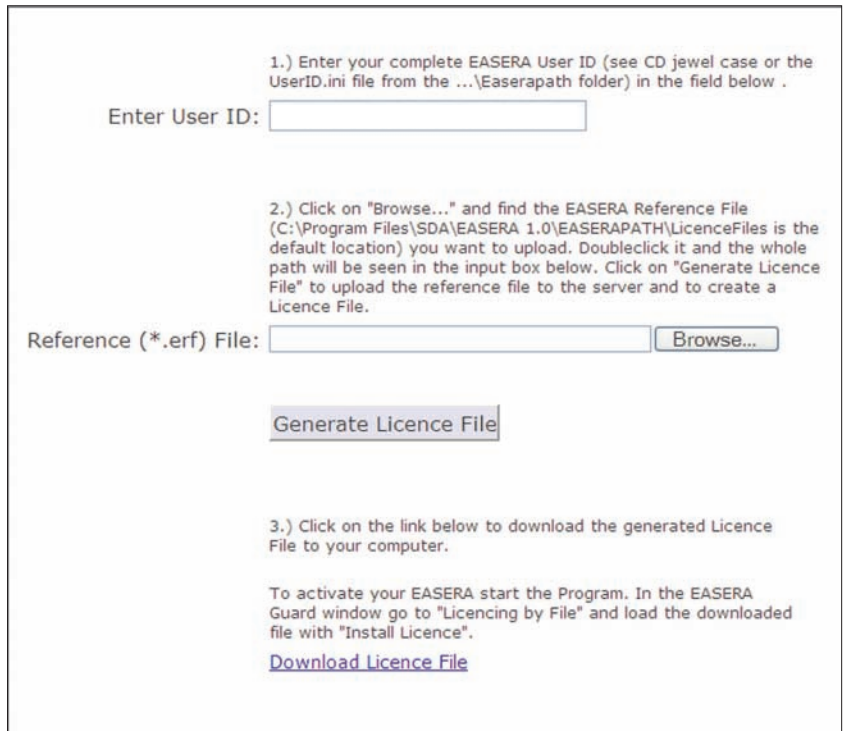 1.) Enter your complete EASERA User ID (see CD jewel case or the
UserID.ini file from the ...\Easerapath folder) in the field below .
Enter User ID:
2.) Click on "Browse..." and find the EASERA Reference File
(C:\Program Files\SDA\EASERA 1.0\EASERAPATH\LicenceFiles is the
default location) you want to upload. Doubleclick it and the whole
path will be seen in the input box below. Click on "Generate Licence
File" to upload the reference file to the server and to create a
Licence File.
Reference (*.erf) File: Browse...
Generate Licence File
3.) Click on the link below to download the generated Licence
File to your computer.
To activate your EASERA start the Program. In the EASERA
Guard window go to "Licencing by File" and load the downloaded
file with "Install Licence".
Download Licence File